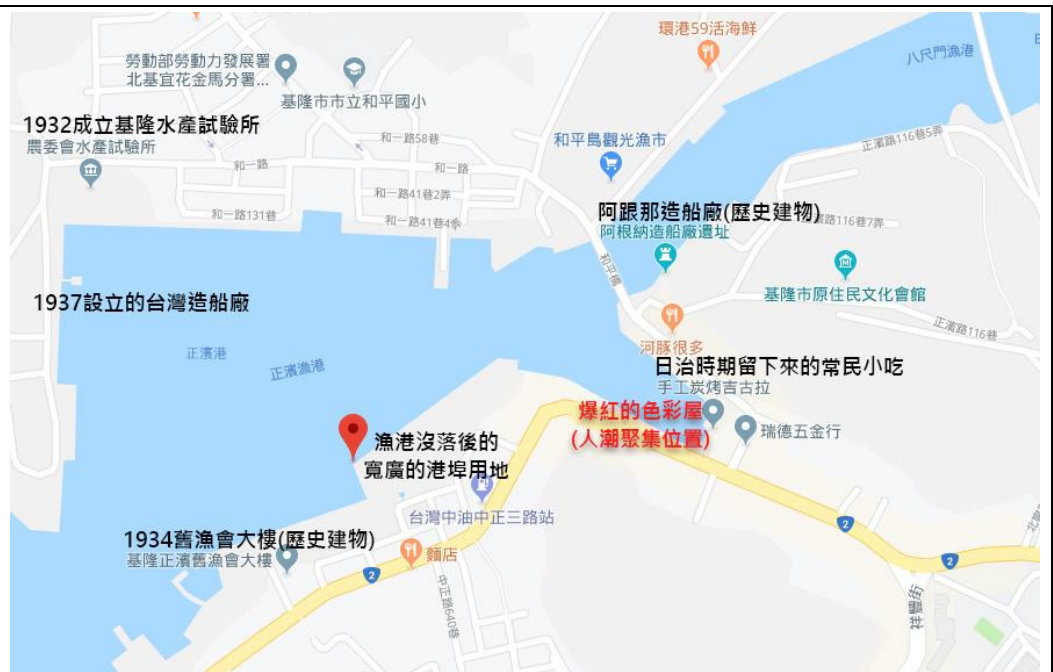 環港59活海鮮
八尺門漁港
勞動部勞動力發展署
北基宜花金馬分署...
基隆市市立和平國小
1932成立基隆水產試驗所
農委會水產試驗所
和一路58巷
和平島觀光漁市
正濱路116巷5弄
和一路
和一路
和一路41巷2弄
和一路131巷
和一路41巷4弄
阿跟那造船廠(歷史建物)
阿根納造船廠遺址
正濱路116巷7弄
和平橋
基隆市原住民文化會館
1937設立的台灣造船廠
正濱路116巷
河豚很多
正濱港
正濱漁港
日治時期留下來的常民小吃
手工炭烤吉古拉
爆紅的色彩屋
(人潮聚集位置)
瑞德五金行
漁港沒落後的
寬廣的港埠用地
台灣中油中正三路站
2
1934舊漁會大樓(歷史建物)
基隆正濱舊漁會大樓
麵店
2
2
中正路640巷
祥豐街